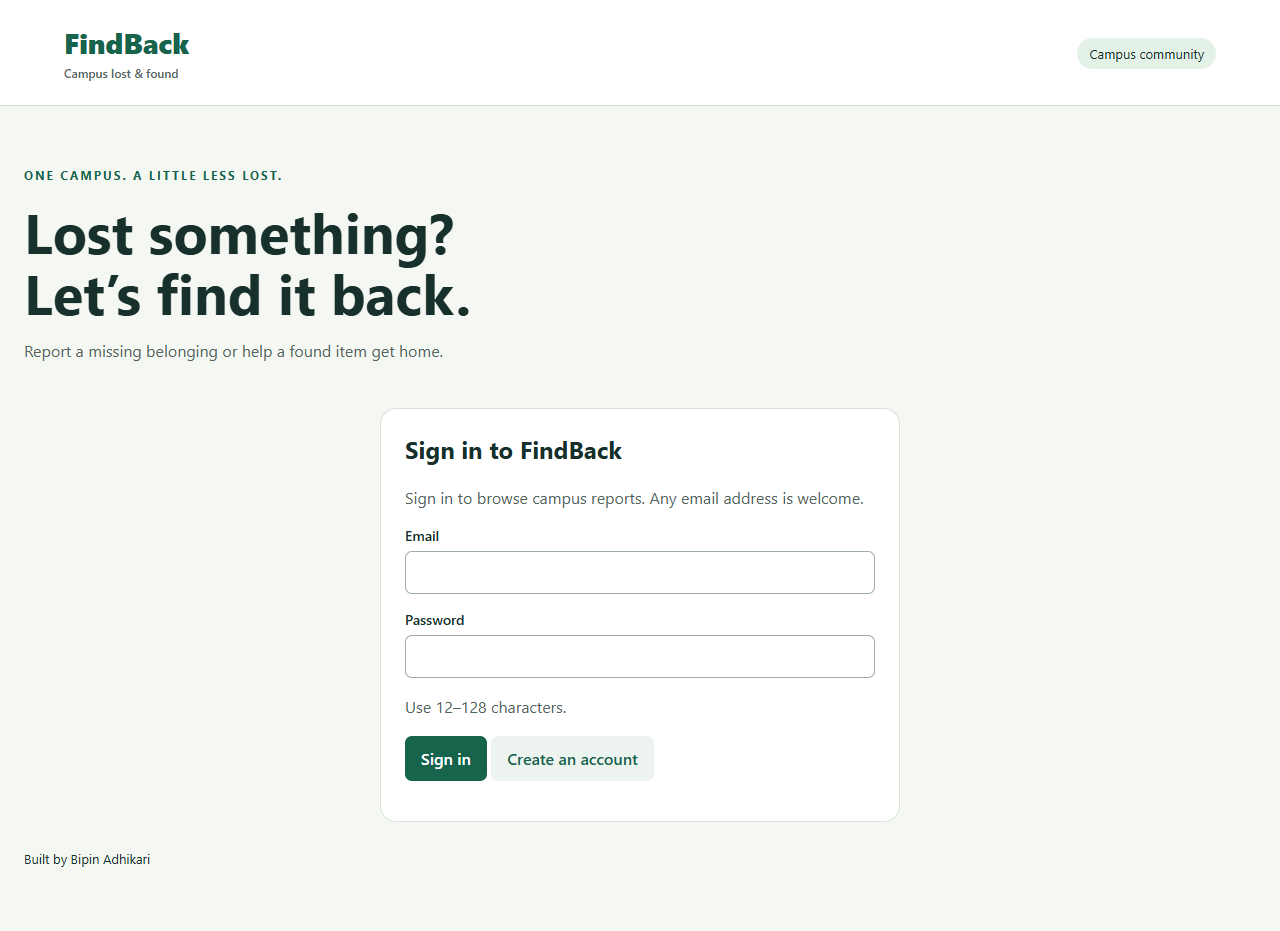 FindBack
Campus lost & found
Campus community
ONE CAMPUS. A LITTLE LESS LOST.
Lost something?
Let’s find it back.
Report a missing belonging or help a found item get home.
Sign in to FindBack
Sign in to browse campus reports. Any email address is welcome.
Email
Password
Use 12–128 characters.
Sign in
Create an account
Built by Bipin Adhikari